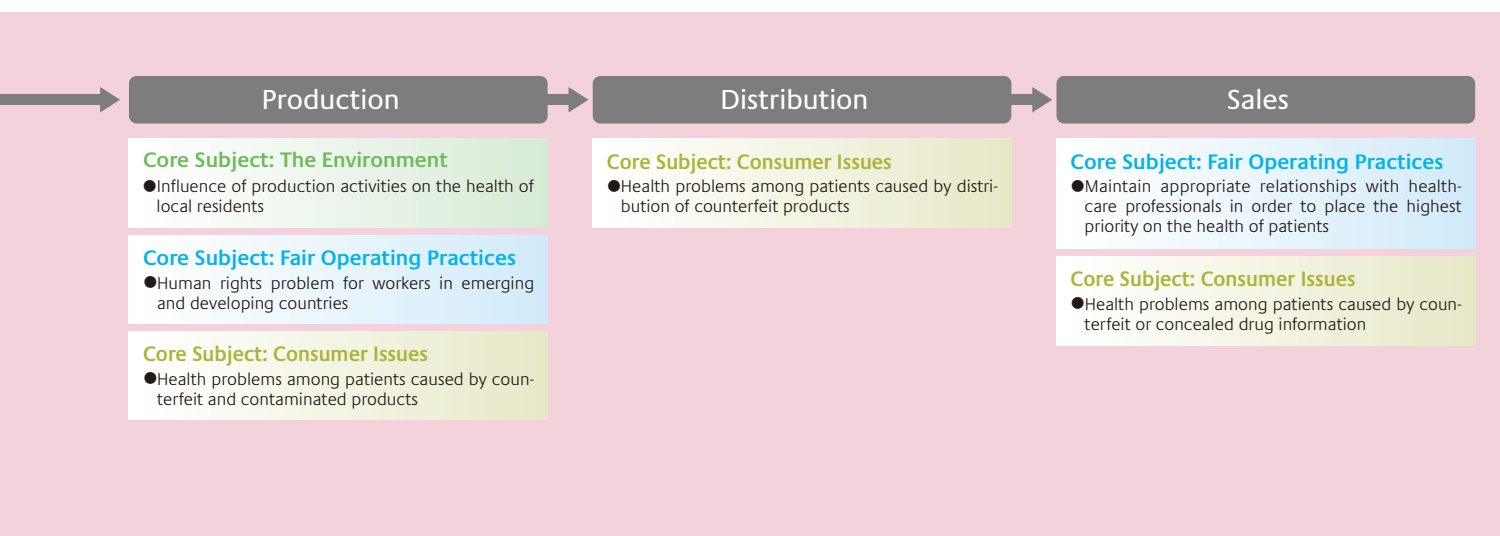 Production
Core Subject: The Environment
●Influence of production activities on the health of
local residents
Core Subject: Fair Operating Practices
●Human rights problem for workers in emerging
and developing countries
Core Subject: Consumer Issues
●Health problems among patients caused by coun-
terfeit and contaminated products
Distribution
Core Subject: Consumer Issues
●Health problems among patients caused by distri-
bution of counterfeit products
Sales
Core Subject: Fair Operating Practices
●Maintain appropriate relationships with health-
care professionals in order to place the highest
priority on the health of patients
Core Subject: Consumer Issues
●Health problems among patients caused by coun-
terfeit or concealed drug information